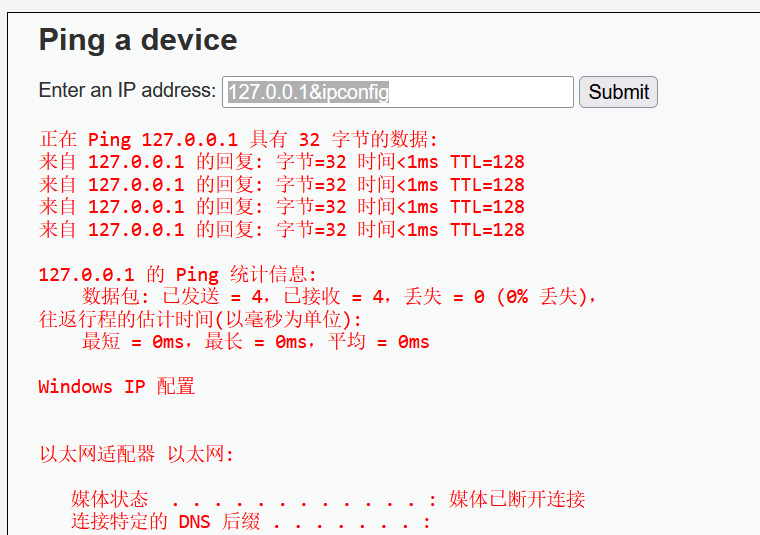 Ping a device
Enter an IP address: 127.0.0.1&ipconfig Submit
正在 Ping 127.0.0.1 具有 32 字节的数据:
来自 127.0.0.1 的回复: 字节=32 时间<1ms TTL=128
来自 127.0.0.1 的回复: 字节=32 时间<1ms TTL=128
来自 127.0.0.1 的回复: 字节=32 时间<1ms TTL=128
来自 127.0.0.1 的回复: 字节=32 时间<1ms TTL=128
127.0.0.1 的 Ping 统计信息:
数据包: 已发送 = 4，已接收 = 4，丢失 = 0 (0% 丢失)，
往返行程的估计时间(以毫秒为单位):
最短 = 0ms，最长 = 0ms，平均 = 0ms
Windows IP 配置
以太网适配器 以太网:
媒体状态 . . . . . . . . . . . . : 媒体已断开连接
连接特定的 DNS 后缀 . . . . . . . :